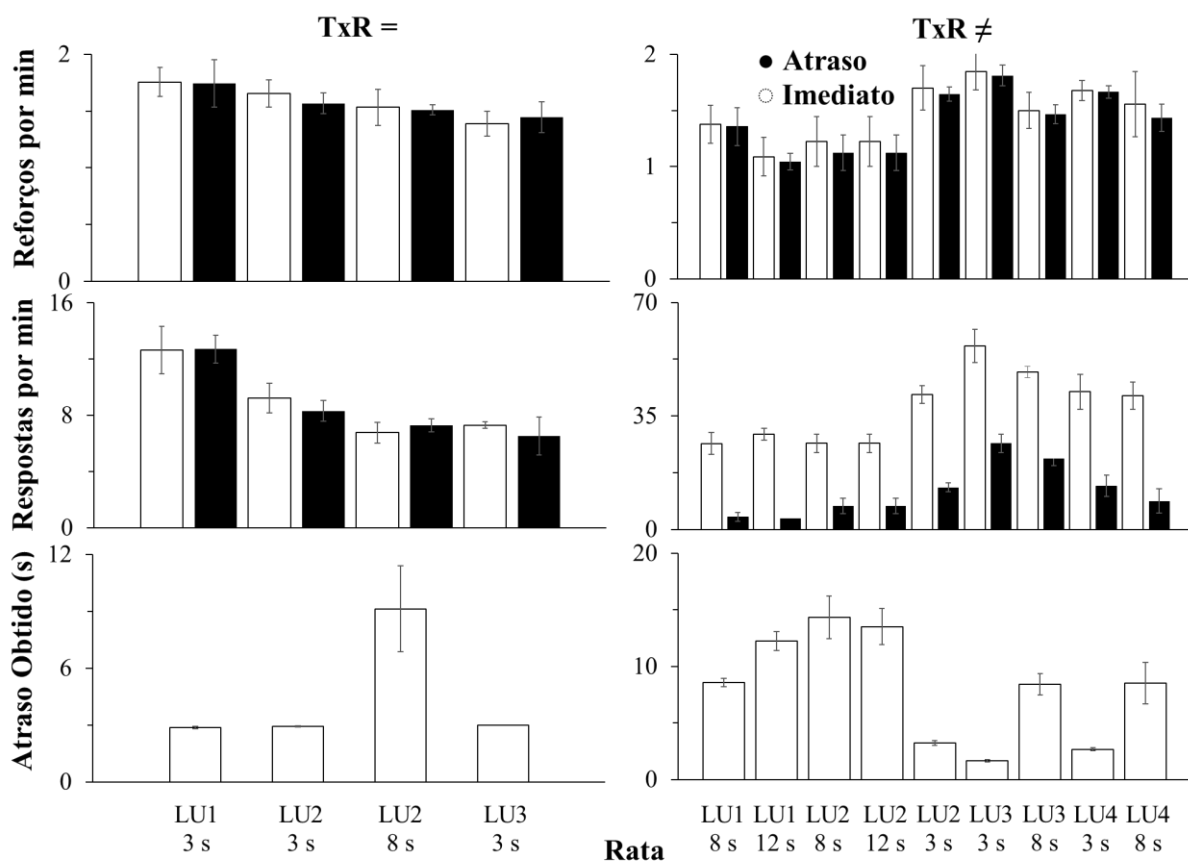 TxR =
TxR ≠
Reforços por min
2
0
2
1
0
Atraso
Imediato
Respostas por min
16
8
0
70
35
0
Atraso Obtido (s)
12
6
0
20
10
0
LU1 LU2 LU2 LU3
3 s 3 s 8 s 3 s
LU1 LU1 LU2 LU2 LU2 LU3 LU3 LU4 LU4
8 s 12 s 8 s 12 s 3 s 3 s 8 s 3 s 8 s
Rata